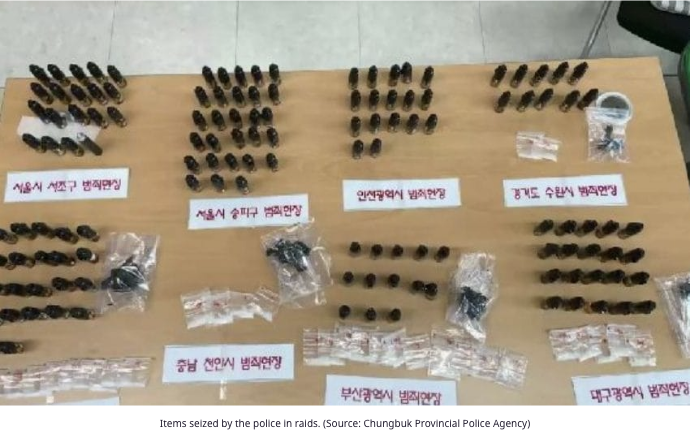 서울시 서초구 범죄현장
서울시 송파구 범죄현장
인천광역시 범죄현장
경기도 수원시 범죄현장
충남 천안시 범죄현장
부산광역시 범죄현장
대구광역시 범죄현장
Items seized by the police in raids. (Source: Chungbuk Provincial Police Agency)